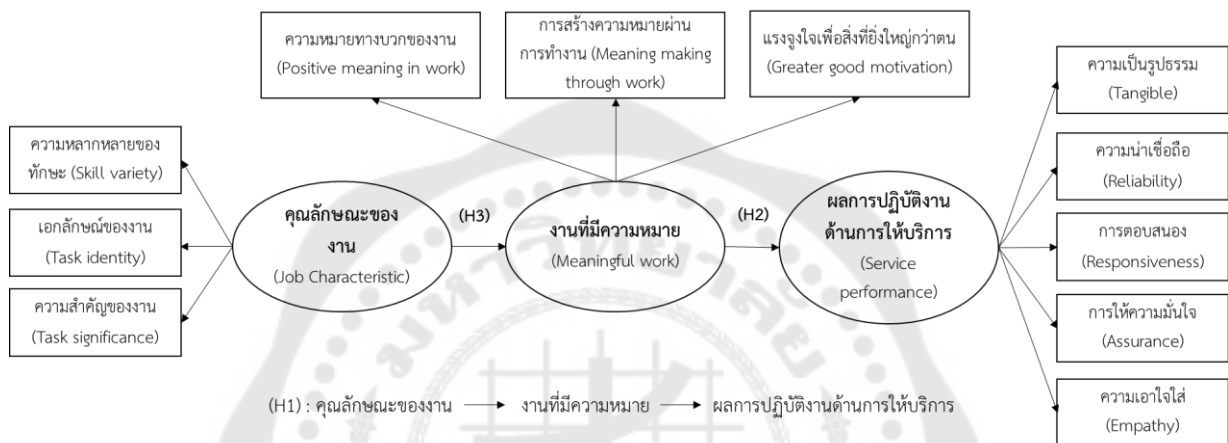 ความหมายทางบวกของงาน
(Positive meaning in work)
การสร้างความหมายผ่าน
การทำงาน (Meaning making
through work)
แรงจูงใจเพื่อสิ่งที่ยิ่งใหญ่กว่าตน
(Greater good motivation)
ความหลากหลายของ
ทักษะ (Skill variety)
เอกลักษณ์ของงาน
(Task identity)
ความสำคัญของงาน
(Task significance)
คุณลักษณะของ
งาน
(Job Characteristic)
(H3)
งานที่มีความหมาย
(Meaningful work)
(H2)
ผลการปฏิบัติงาน
ด้านการให้บริการ
(Service
performance)
ความเป็นรูปธรรม
(Tangible)
ความน่าเชื่อถือ
(Reliability)
การตอบสนอง
(Responsiveness)
การให้ความมั่นใจ
(Assurance)
ความเอาใจใส่
(Empathy)
มหาวิทยาลัย
(H1) : คุณลักษณะของงาน → งานที่มีความหมาย → ผลการปฏิบัติงานด้านการให้บริการ